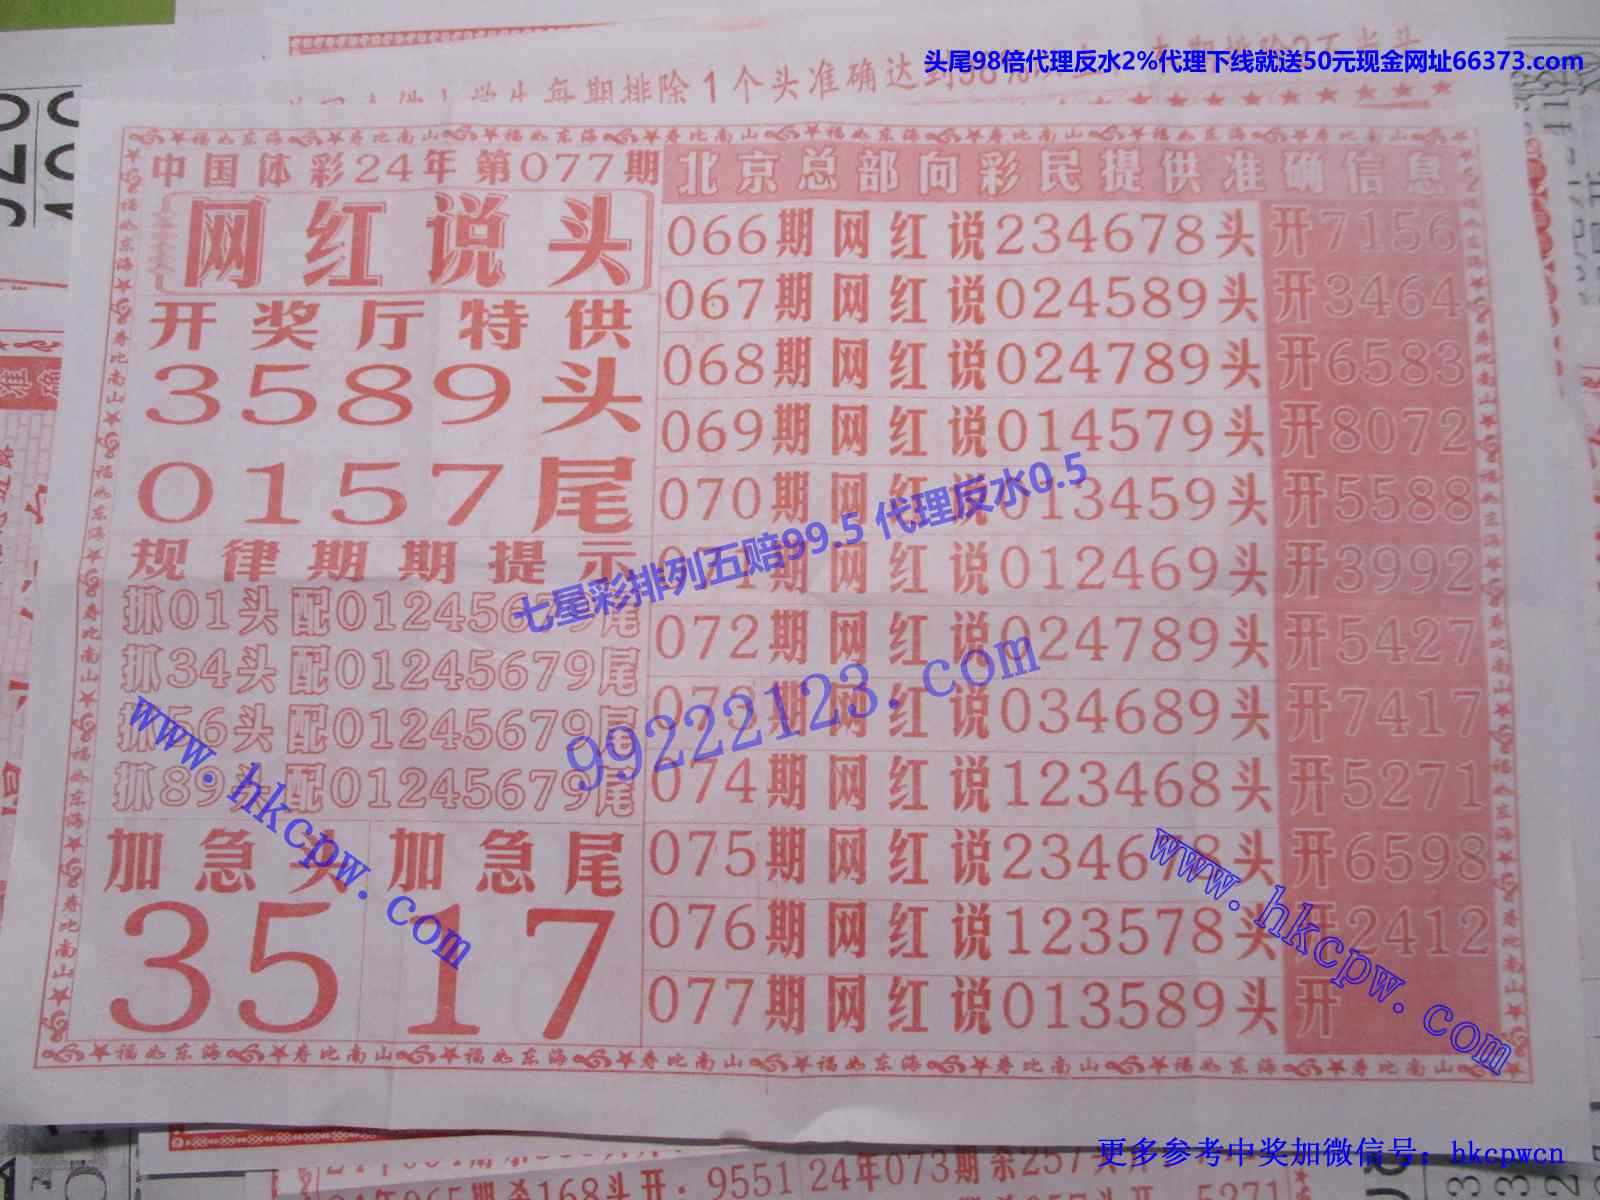 头尾98倍代理反水2%代理下线就送50元现金网址66373.com
每期排除1个头准确达到
中国体彩24年第077期
网红说头
开奖厅特供
3589头
0157尾
规律期期提示
抓01头配01245679尾
抓34头配01245679尾
抓56头配01245679尾
抓89头配01245679尾
加急头 加急尾
35 17
北京总部向彩民提供准确信息
066期网红说234678头开7156
067期网红说024589头开3464
068期网红说024789头开6583
069期网红说014579头开8072
070期网红说013459头开5588
071期网红说012469头开3992
072期网红说024789头开5427
073期网红说034689头开7417
074期网红说123468头开5271
075期网红说234678头开6598
076期网红说123578头开2412
077期网红说013589头开
福如东海 寿比南山
七星彩排列五赔99.5 代理反水0.5
99222123.com
www.hkcpw.com
www.hkcpw.com
更多参考中奖加微信号：hkcpwcn
9551 24年073期杀257
168头开
5271